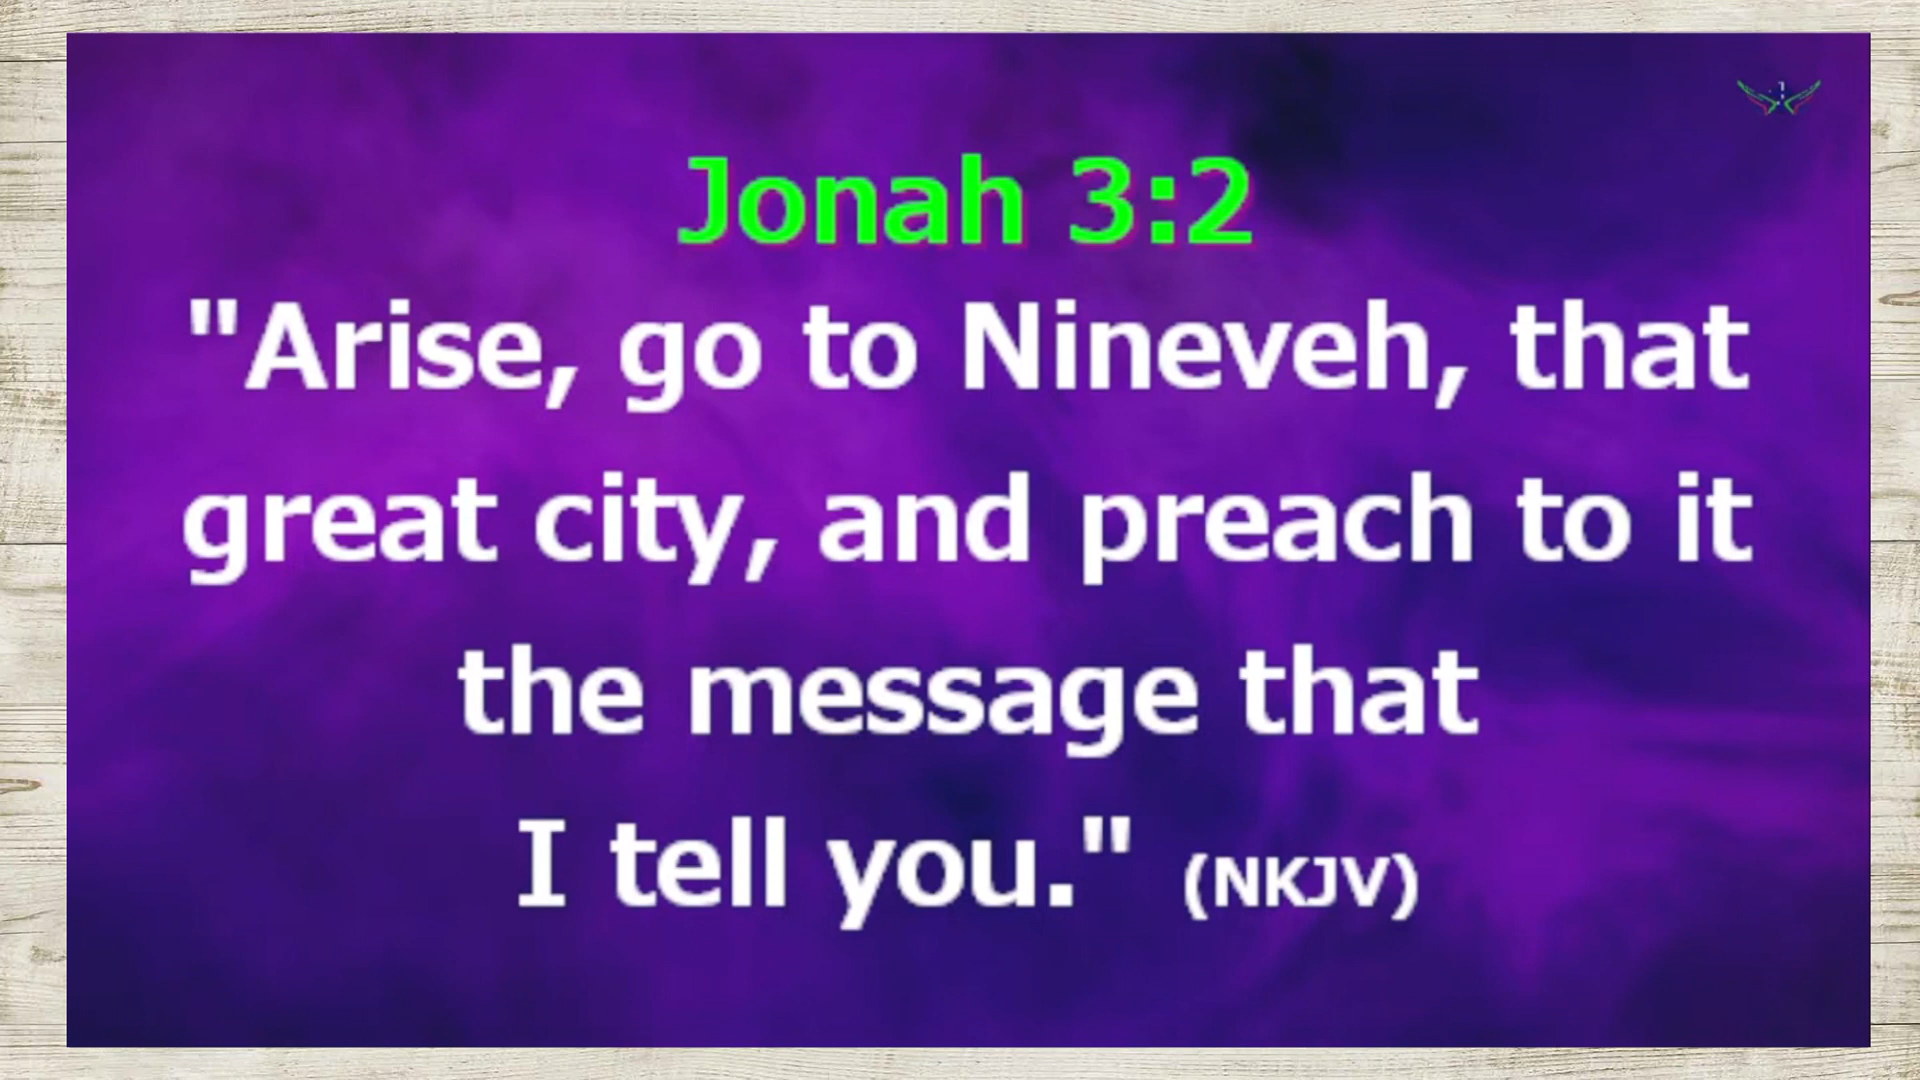 Jonah 3:2
"Arise, go to Nineveh, that
great city, and preach to it
the message that
I tell you." (NKJV)